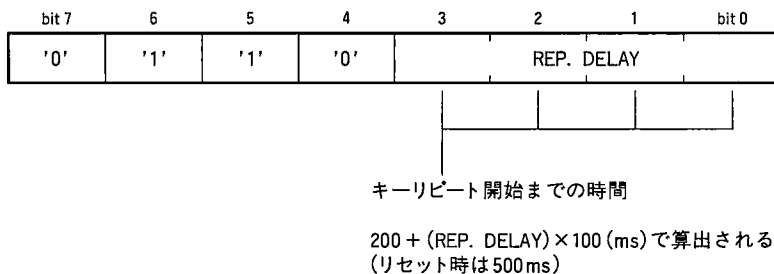 bit 7 6 5 4 3 2 1 bit 0
'0' '1' '1' '0' REP. DELAY
キーリピート開始までの時間
200+(REP. DELAY)×100(ms)で算出される
(リセット時は500ms)